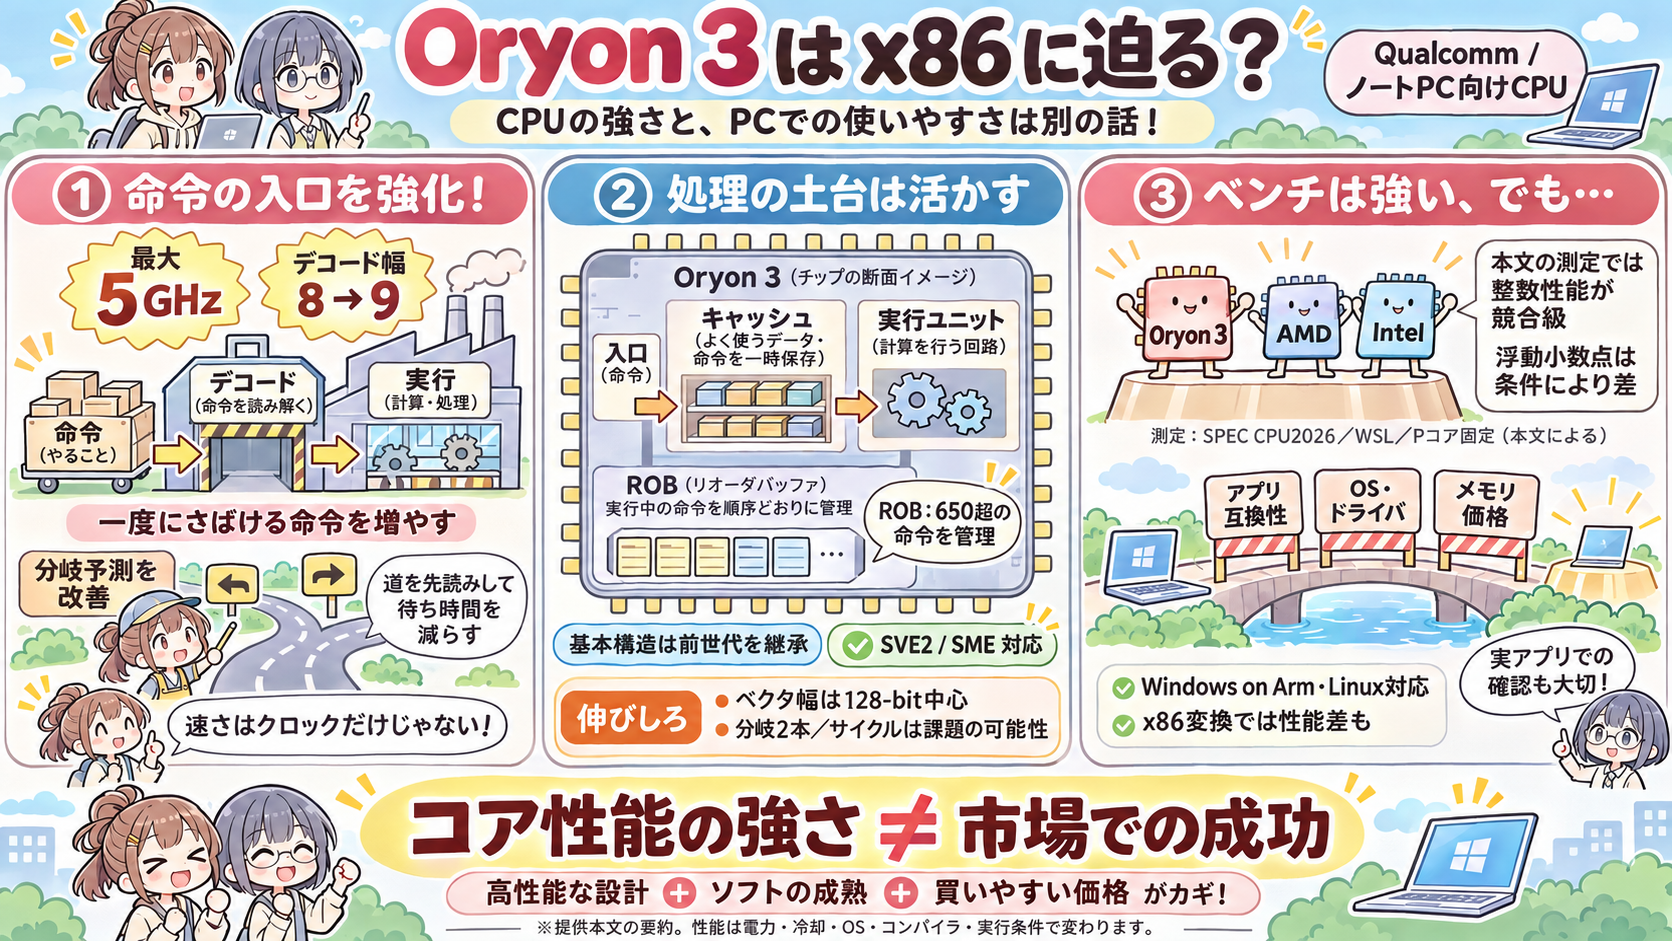 Oryon 3 は x86 に迫る?
CPUの強さと、PCでの使いやすさは別の話!
Qualcomm /
ノートPC向けCPU
① 命令の入口を強化!
最大
5 GHz
デコード幅
8→9
命令
(やること)
デコード
(命令を読み解く)
実行
(計算・処理)
一度にさばける命令を増やす
分岐予測を
改善
道を先読みして
待ち時間を
減らす
速さはクロックだけじゃない!
② 処理の土台は活かす
Oryon 3 (チップの断面イメージ)
入口
(命令)
キャッシュ
(よく使うデータ・
命令を一時保存)
実行ユニット
(計算を行う回路)
ROB (リオーダバッファ)
実行中の命令を順序どおりに管理
...
ROB:650超の
命令を管理
基本構造は前世代を継承
SVE2 / SME 対応
伸びしろ
● ベクタ幅は128-bit中心
● 分岐2本/サイクルは課題の可能性
③ ベンチは強い、でも…
Oryon 3
AMD
Intel
本文の測定では
整数性能が
競合級
浮動小数点は
条件により差
測定:SPEC CPU2026/WSL/Pコア固定(本文による)
アプリ
互換性
OS・
ドライバ
メモリ
価格
Windows on Arm・Linux対応
x86変換では性能差も
実アプリでの
確認も大切!
コア性能の強さ ≠ 市場での成功
高性能な設計 + ソフトの成熟 + 買いやすい価格 がカギ!
※提供本文の要約。性能は電力・冷却・OS・コンパイラ・実行条件で変わります。